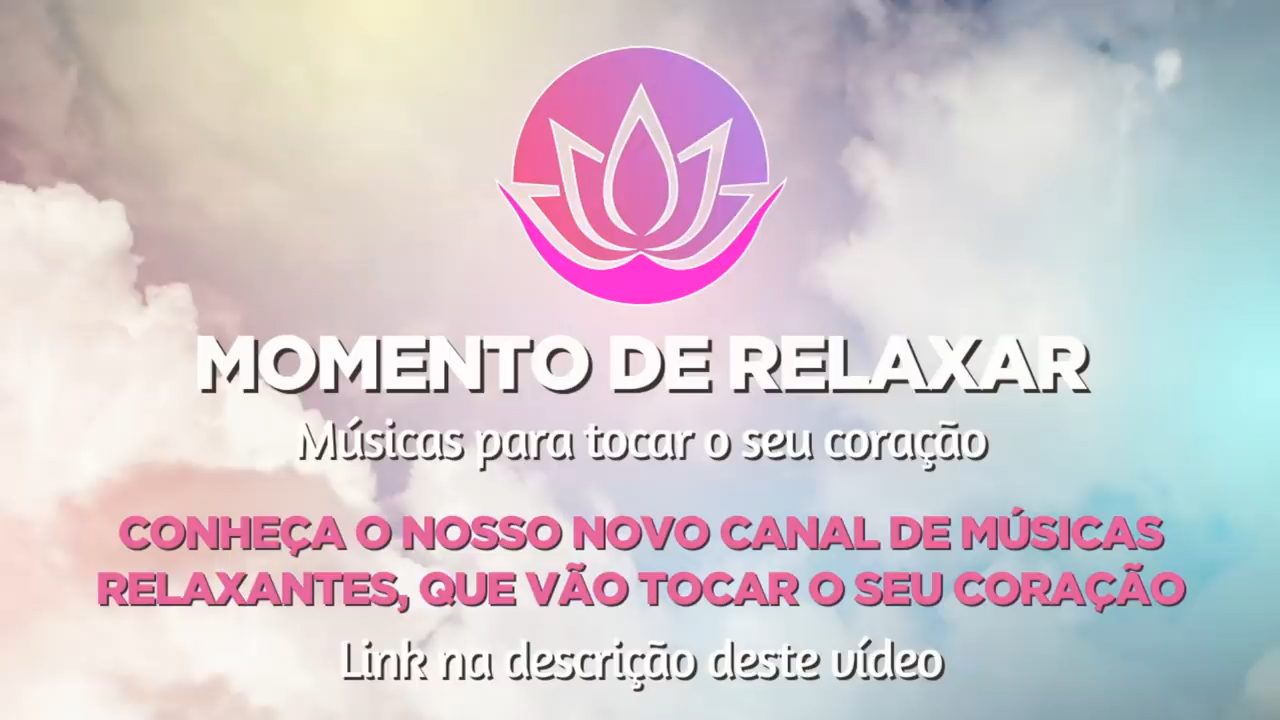 MOMENTO DE RELAXAR
Músicas para tocar o seu coração
CONHEÇA O NOSSO NOVO CANAL DE MÚSICAS
RELAXANTES, QUE VÃO TOCAR O SEU CORAÇÃO
Link na descrição deste vídeo